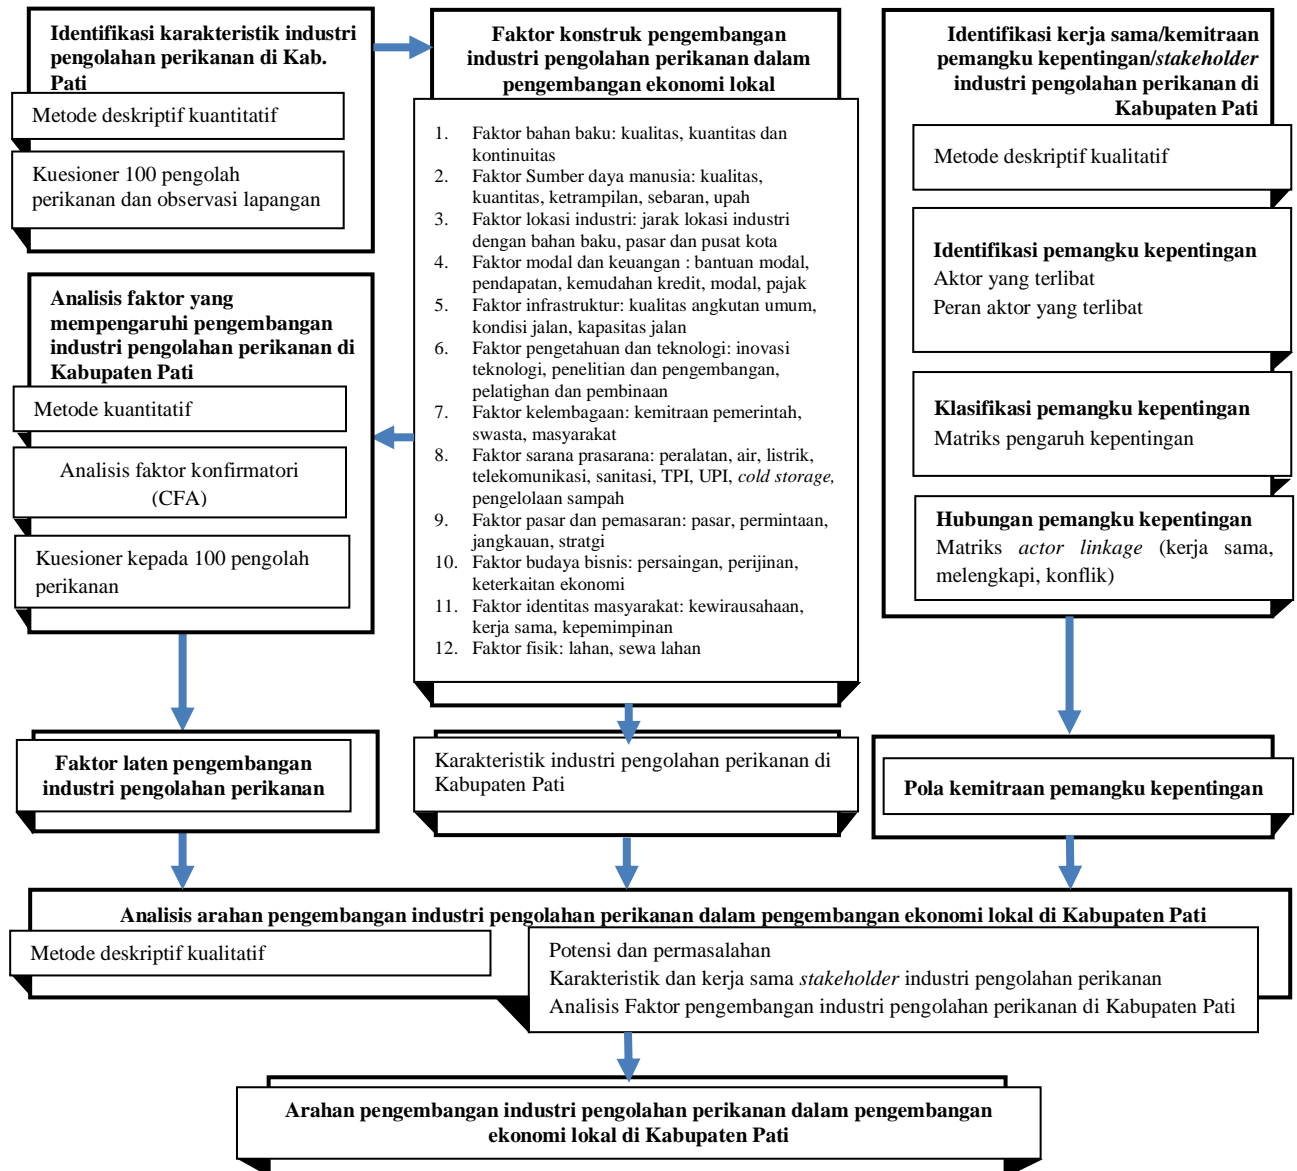 Identifikasi karakteristik industri
pengolahan perikanan di Kab.
Pati
Metode deskriptif kuantitatif
Kuesioner 100 pengolah
perikanan dan observasi lapangan
Faktor konstruk pengembangan
industri pengolahan perikanan dalam
pengembangan ekonomi lokal
1. Faktor bahan baku: kualitas, kuantitas dan
kontinuitas
2. Faktor Sumber daya manusia: kualitas,
kuantitas, ketrampilan, sebaran, upah
3. Faktor lokasi industri: jarak lokasi industri
dengan bahan baku, pasar dan pusat kota
4. Faktor modal dan keuangan : bantuan modal,
pendapatan, kemudahan kredit, modal, pajak
5. Faktor infrastruktur: kualitas angkutan umum,
kondisi jalan, kapasitas jalan
6. Faktor pengetahuan dan teknologi: inovasi
teknologi, penelitian dan pengembangan,
pelatighan dan pembinaan
7. Faktor kelembagaan: kemitraan pemerintah,
swasta, masyarakat
8. Faktor sarana prasarana: peralatan, air, listrik,
telekomunikasi, sanitasi, TPI, UPI, cold storage,
pengelolaan sampah
9. Faktor pasar dan pemasaran: pasar, permintaan,
jangkauan, stratgi
10. Faktor budaya bisnis: persaingan, perijinan,
keterkaitan ekonomi
11. Faktor identitas masyarakat: kewirausahaan,
kerja sama, kepemimpinan
12. Faktor fisik: lahan, sewa lahan
Identifikasi kerja sama/kemitraan
pemangku kepentingan/stakeholder
industri pengolahan perikanan di
Kabupaten Pati
Metode deskriptif kualitatif
Identifikasi pemangku kepentingan
Aktor yang terlibat
Peran aktor yang terlibat
Klasifikasi pemangku kepentingan
Matriks pengaruh kepentingan
Hubungan pemangku kepentingan
Matriks actor linkage (kerja sama,
melengkapi, konflik)
Analisis faktor yang
mempengaruhi pengembangan
industri pengolahan perikanan di
Kabupaten Pati
Metode kuantitatif
Analisis faktor konfirmatori
(CFA)
Kuesioner kepada 100 pengolah
perikanan
Faktor laten pengembangan
industri pengolahan perikanan
Karakteristik industri pengolahan perikanan di
Kabupaten Pati
Pola kemitraan pemangku kepentingan
Analisis arahan pengembangan industri pengolahan perikanan dalam pengembangan ekonomi lokal di Kabupaten Pati
Metode deskriptif kualitatif
Potensi dan permasalahan
Karakteristik dan kerja sama stakeholder industri pengolahan perikanan
Analisis Faktor pengembangan industri pengolahan perikanan di Kabupaten Pati
Arahan pengembangan industri pengolahan perikanan dalam pengembangan
ekonomi lokal di Kabupaten Pati